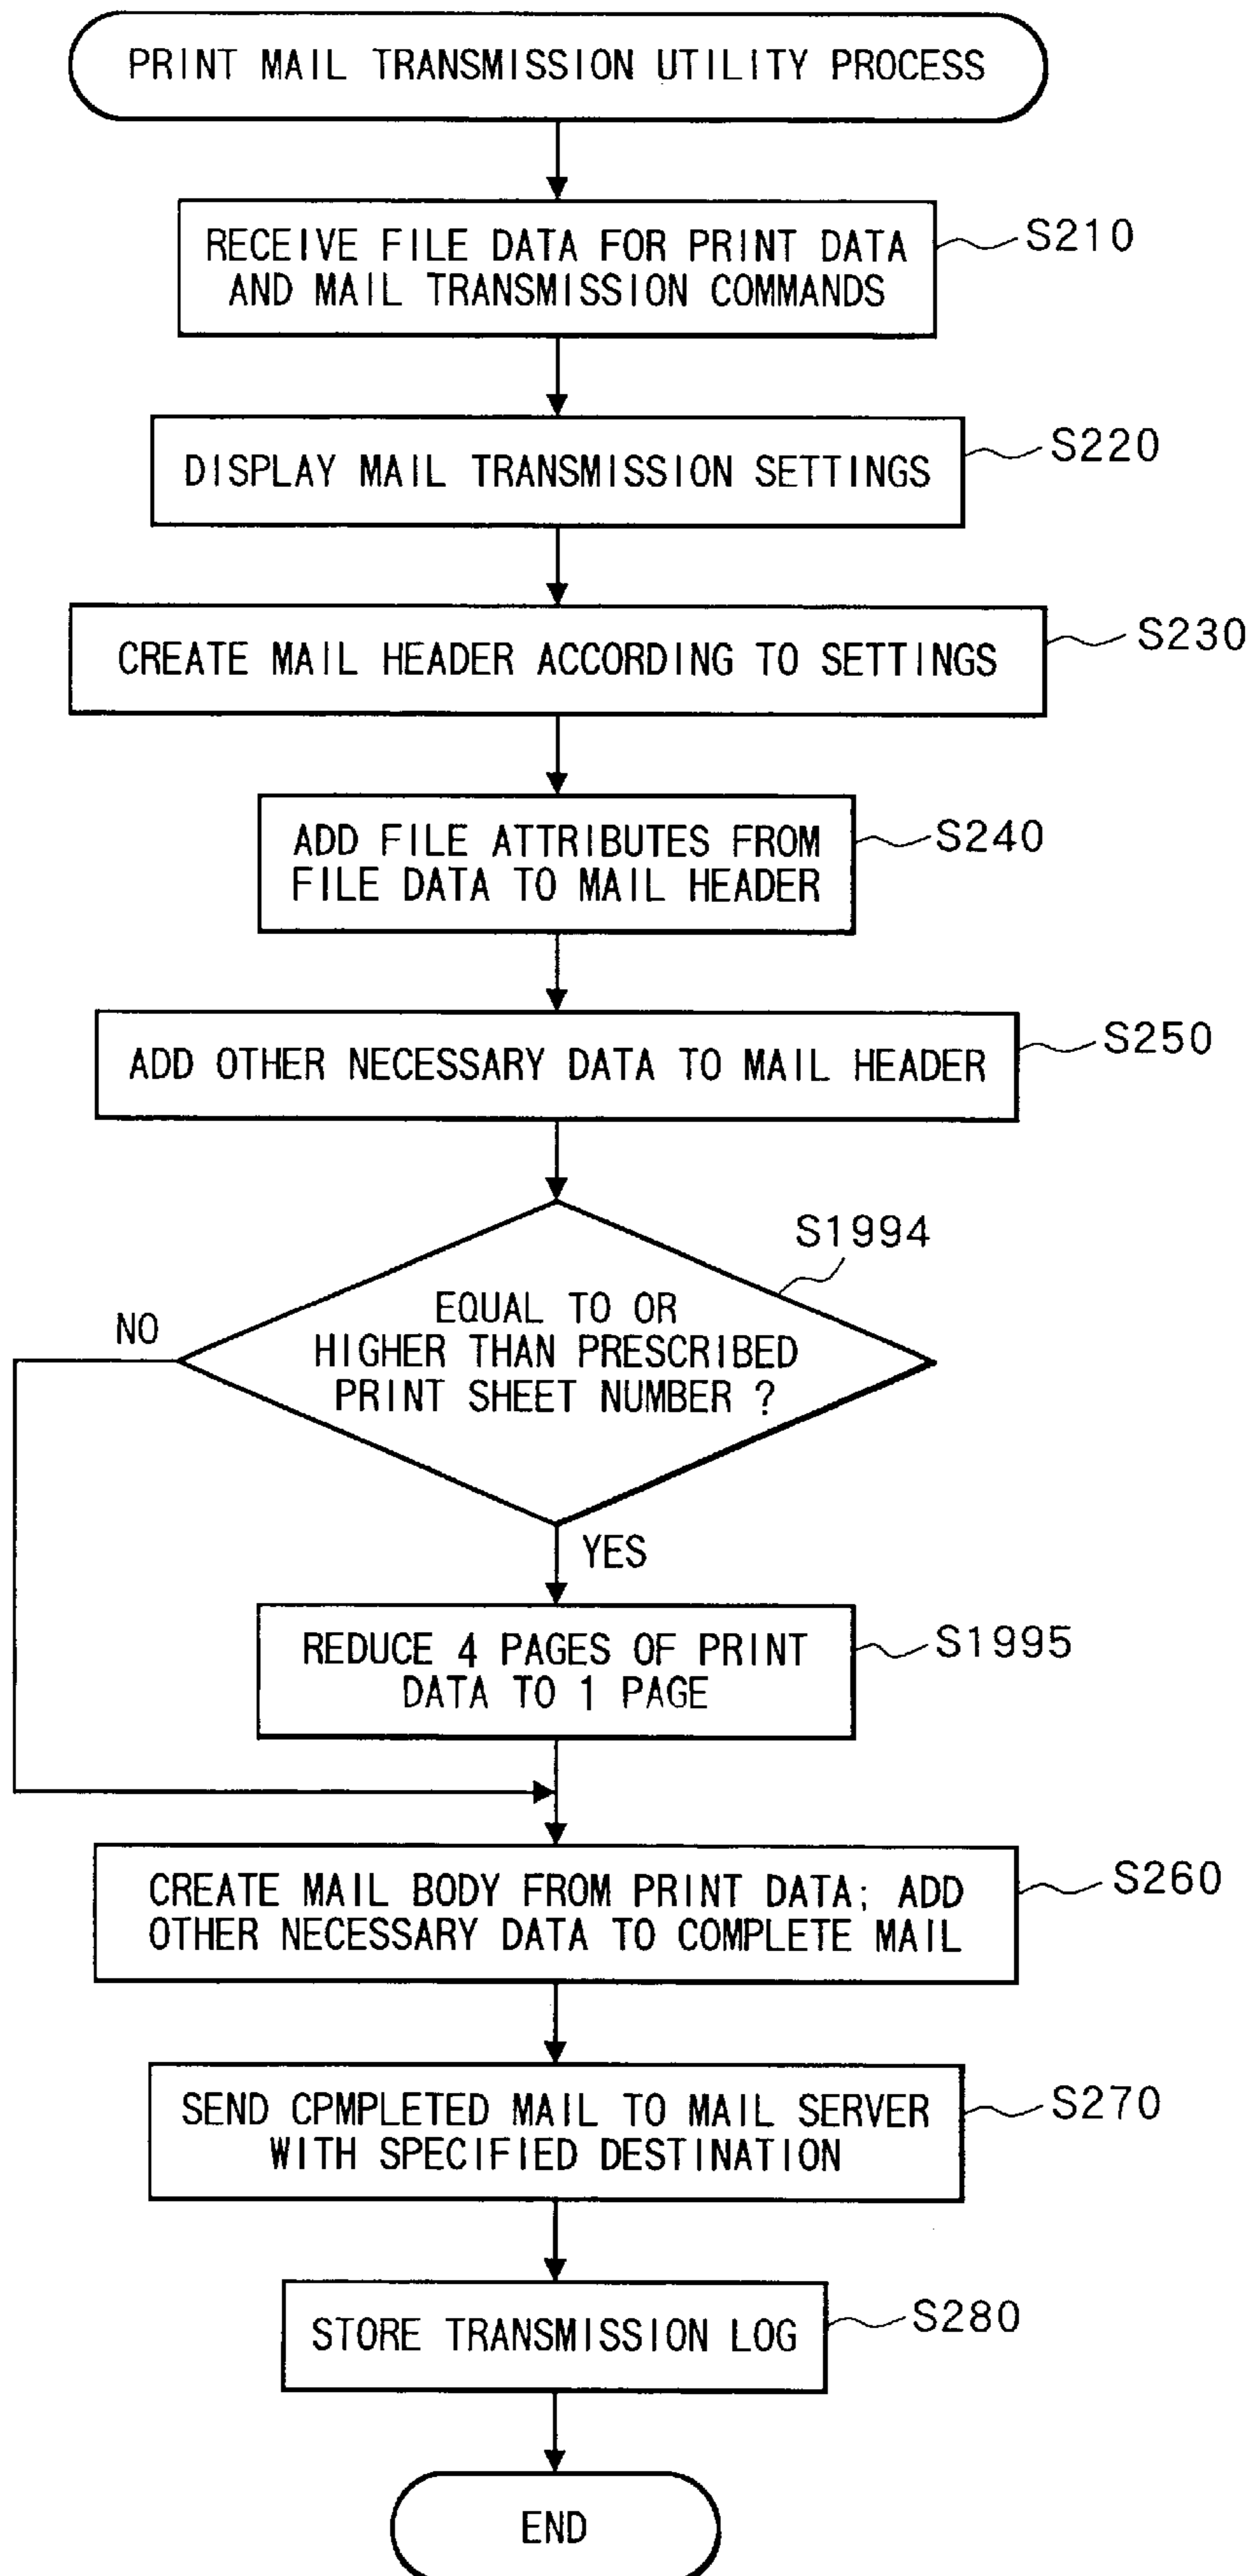 PRINT MAIL TRANSMISSION UTILITY PROCESS
RECEIVE FILE DATA FOR PRINT DATA
AND MAIL TRANSMISSION COMMANDS
S210
DISPLAY MAIL TRANSMISSION SETTINGS
S220
CREATE MAIL HEADER ACCORDING TO SETTINGS
S230
ADD FILE ATTRIBUTES FROM
FILE DATA TO MAIL HEADER
S240
ADD OTHER NECESSARY DATA TO MAIL HEADER
S250
S1994
EQUAL TO OR
HIGHER THAN PRESCRIBED
PRINT SHEET NUMBER ?
NO
YES
REDUCE 4 PAGES OF PRINT
DATA TO 1 PAGE
S1995
CREATE MAIL BODY FROM PRINT DATA; ADD
OTHER NECESSARY DATA TO COMPLETE MAIL
S260
SEND CPMPLETED MAIL TO MAIL SERVER
WITH SPECIFIED DESTINATION
S270
STORE TRANSMISSION LOG
S280
END